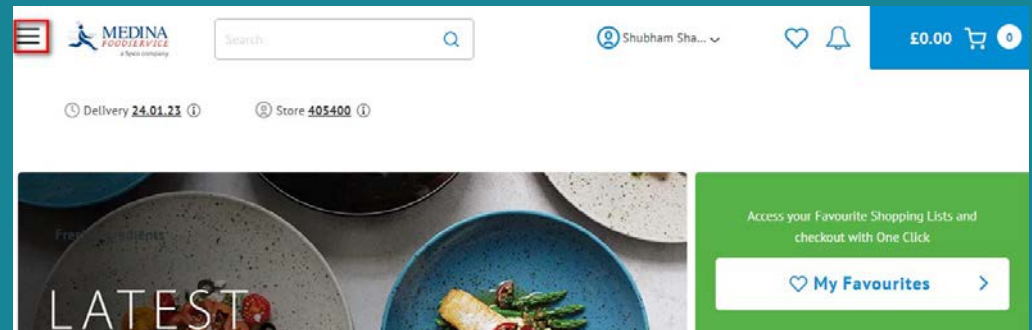 MEDINA
FOODSERVICE
a Sysco company
Search
Shubham Sha...
£0.00
0
Delivery 24.01.23
Store 405400
Access your Favourite Shopping Lists and
checkout with One Click
My Favourites
LATEST